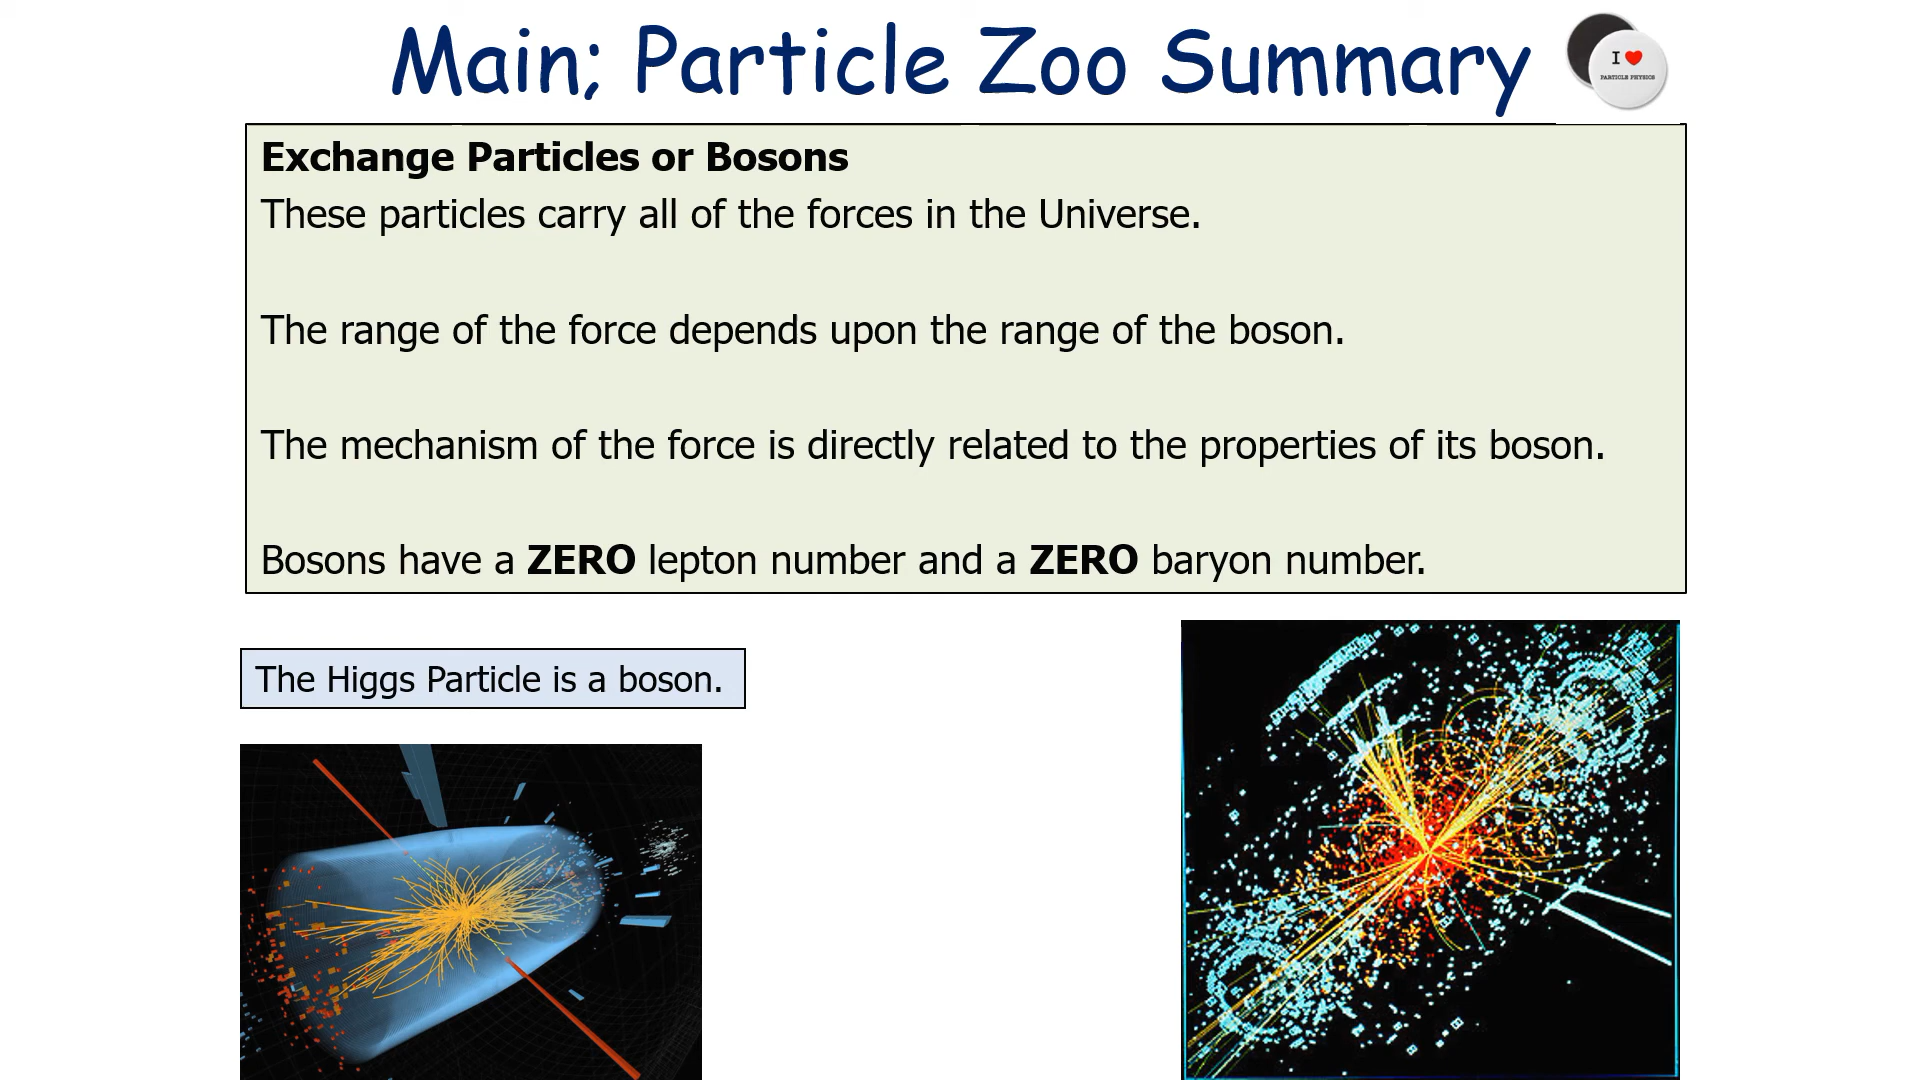 Main; Particle Zoo Summary
I ❤
PARTICLE PHYSICS
Exchange Particles or Bosons
These particles carry all of the forces in the Universe.
The range of the force depends upon the range of the boson.
The mechanism of the force is directly related to the properties of its boson.
Bosons have a ZERO lepton number and a ZERO baryon number.
The Higgs Particle is a boson.